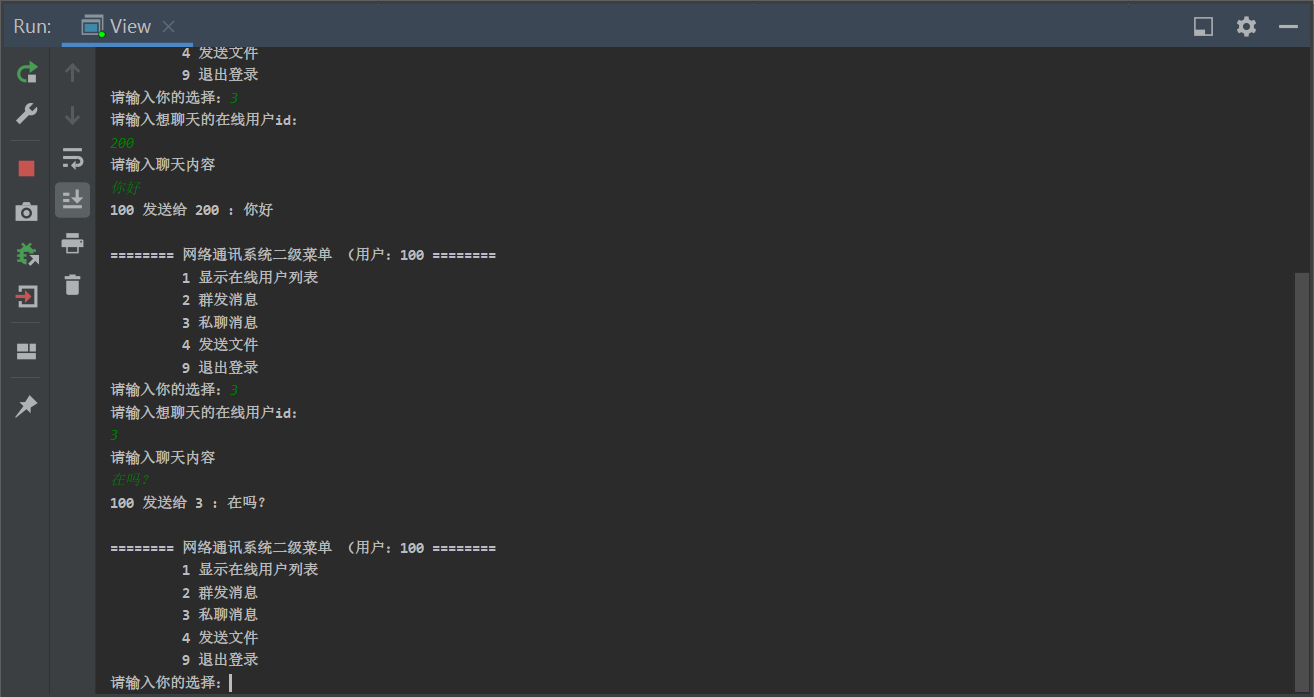 Run: View
4 发送文件
9 退出登录
请输入你的选择：3
请输入想聊天的在线用户id：
200
请输入聊天内容
你好
100 发送给 200 : 你好
======== 网络通讯系统二级菜单 （用户：100 ========
1 显示在线用户列表
2 群发消息
3 私聊消息
4 发送文件
9 退出登录
请输入你的选择：3
请输入想聊天的在线用户id：
3
请输入聊天内容
在吗？
100 发送给 3 : 在吗？
======== 网络通讯系统二级菜单 （用户：100 ========
1 显示在线用户列表
2 群发消息
3 私聊消息
4 发送文件
9 退出登录
请输入你的选择：